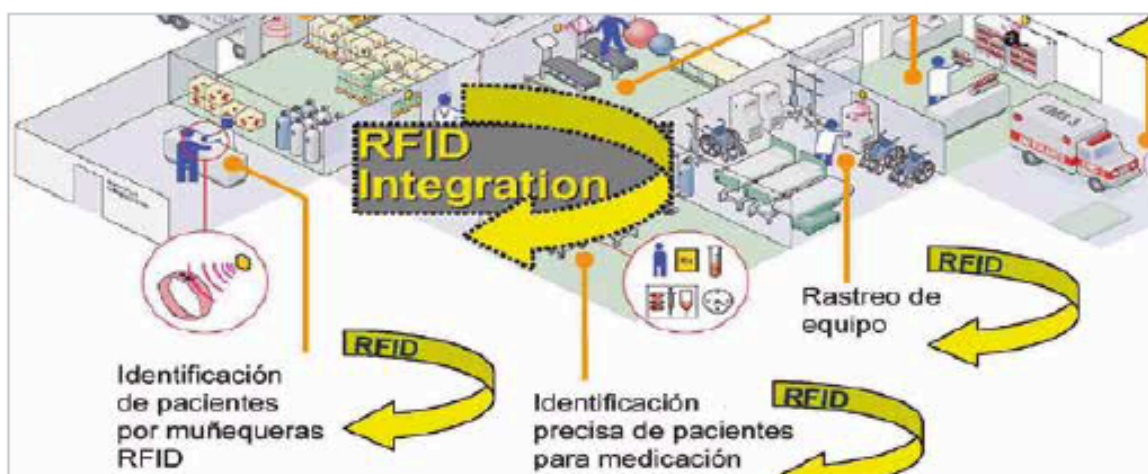 RFID
Integration
EMS-3
RFID
Rastreo de
equipo
RFID
Identificación
de pacientes
por muñequeras
RFID
RFID
Identificación
precisa de pacientes
para medicación